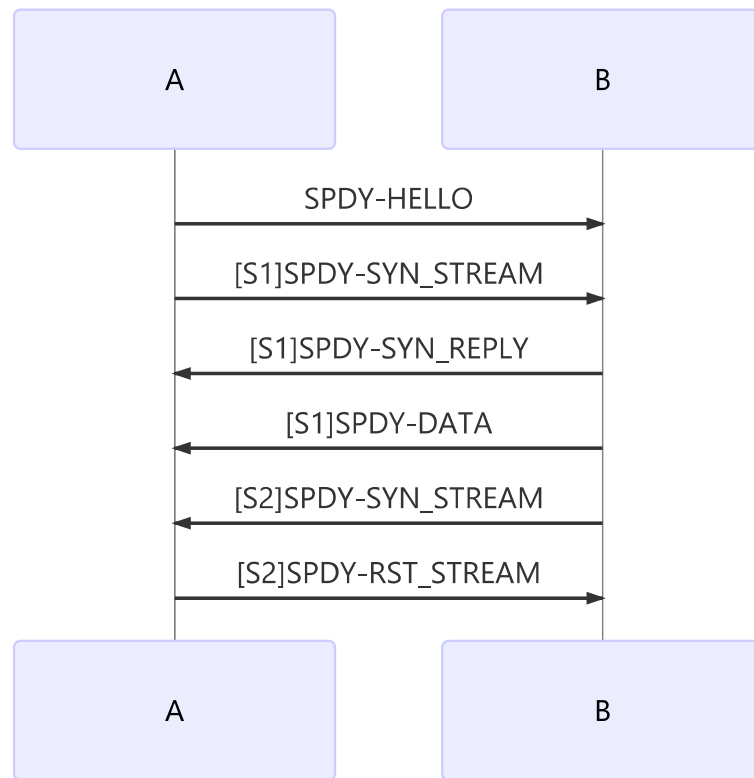 A
B
SPDY-HELLO
[S1]SPDY-SYN_STREAM
[S1]SPDY-SYN_REPLY
[S1]SPDY-DATA
[S2]SPDY-SYN_STREAM
[S2]SPDY-RST_STREAM
A
B